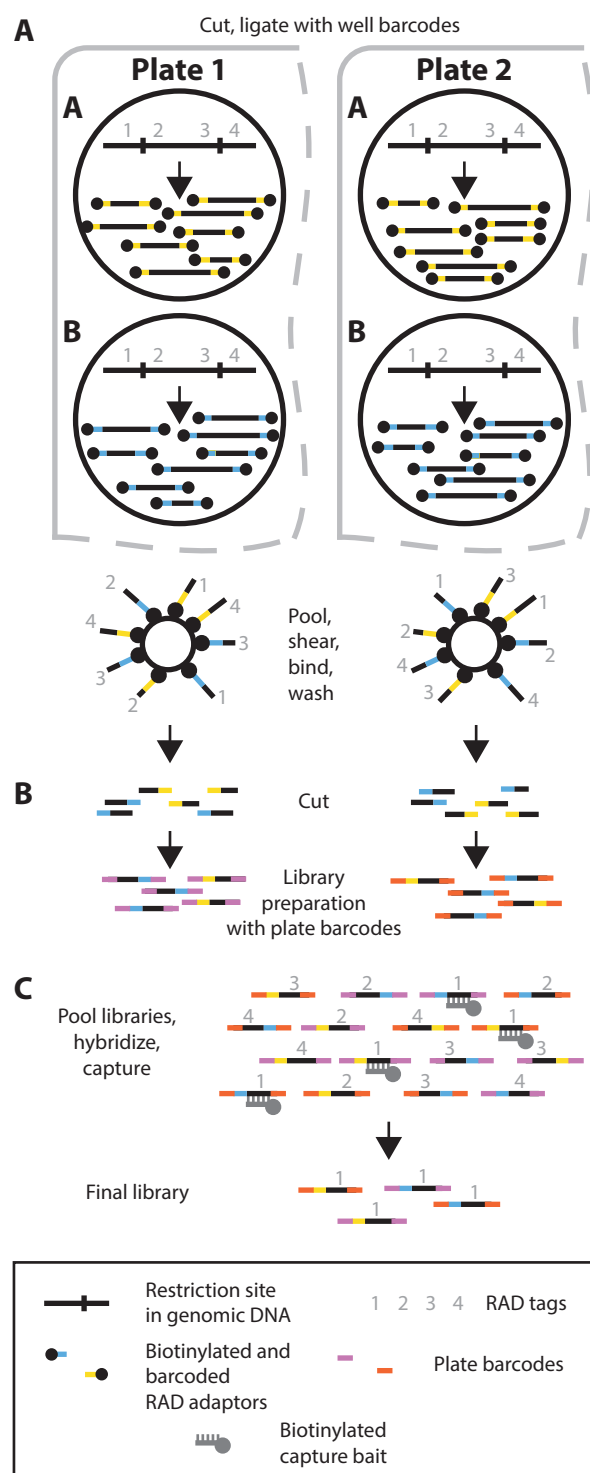 A
Cut, ligate with well barcodes
Plate 1
Plate 2
A
1 2 3 4
A
1 2 3 4
B
1 2 3 4
B
1 2 3 4
2
1
4
4
3
3
2
1
Pool,
shear,
bind,
wash
1
3
1
2
2
4
3
4
B
Cut
Library
preparation
with plate barcodes
C
Pool libraries,
hybridize,
capture
3 2 1 2
4 2 4 1
4 1 3 3
1 2 3 4
Final library
1 1
1 1
Restriction site
in genomic DNA
1 2 3 4 RAD tags
Biotinylated and
barcoded
RAD adaptors
Plate barcodes
Biotinylated
capture bait